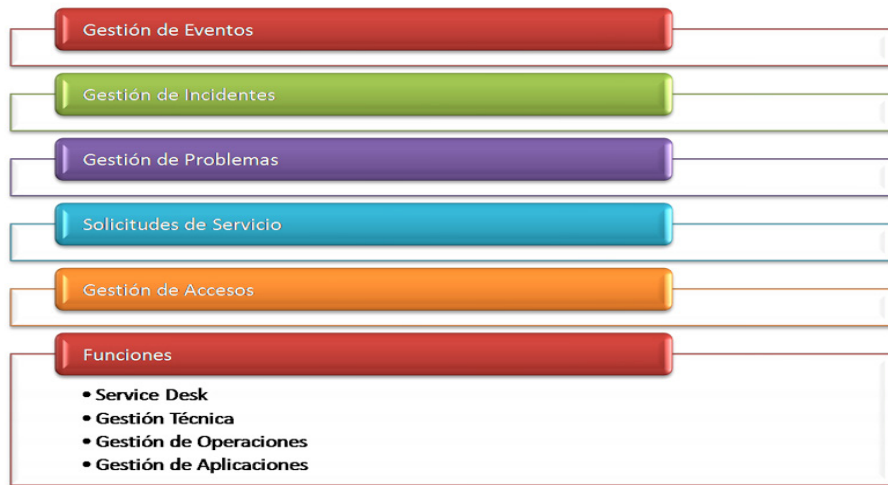 Gestión de Eventos
Gestión de Incidentes
Gestión de Problemas
Solicitudes de Servicio
Gestión de Accesos
Funciones
• Service Desk
• Gestión Técnica
• Gestión de Operaciones
• Gestión de Aplicaciones